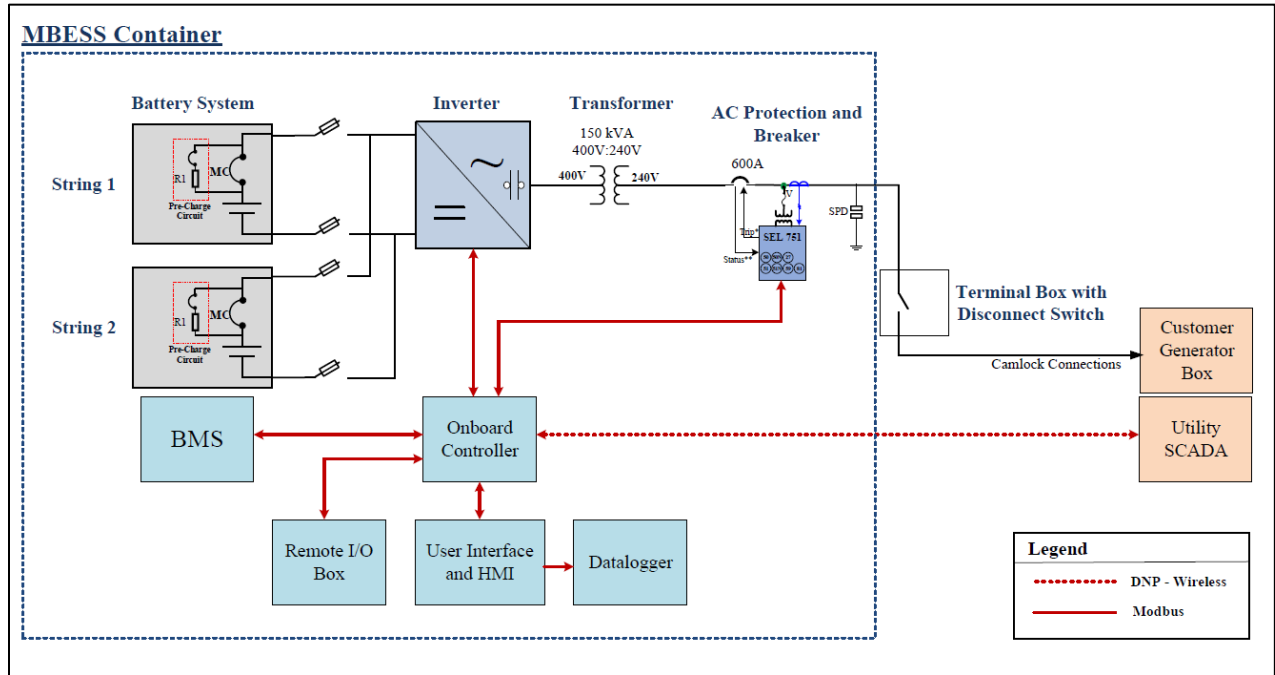 MBESS Container
Battery System
Inverter
Transformer
AC Protection and
Breaker
150 kVA
400V:240V
600A
String 1
R1
MC
Pre-Charge
Circuit
400V
240V
V
SPD
Trip*
SEL 751
Status**
50
27
51
String 2
R1
MC
Pre-Charge
Circuit
Terminal Box with
Disconnect Switch
Camlock Connections
Customer
Generator
Box
BMS
Onboard
Controller
Utility
SCADA
Remote I/O
Box
User Interface
and HMI
Datalogger
Legend
DNP - Wireless
Modbus